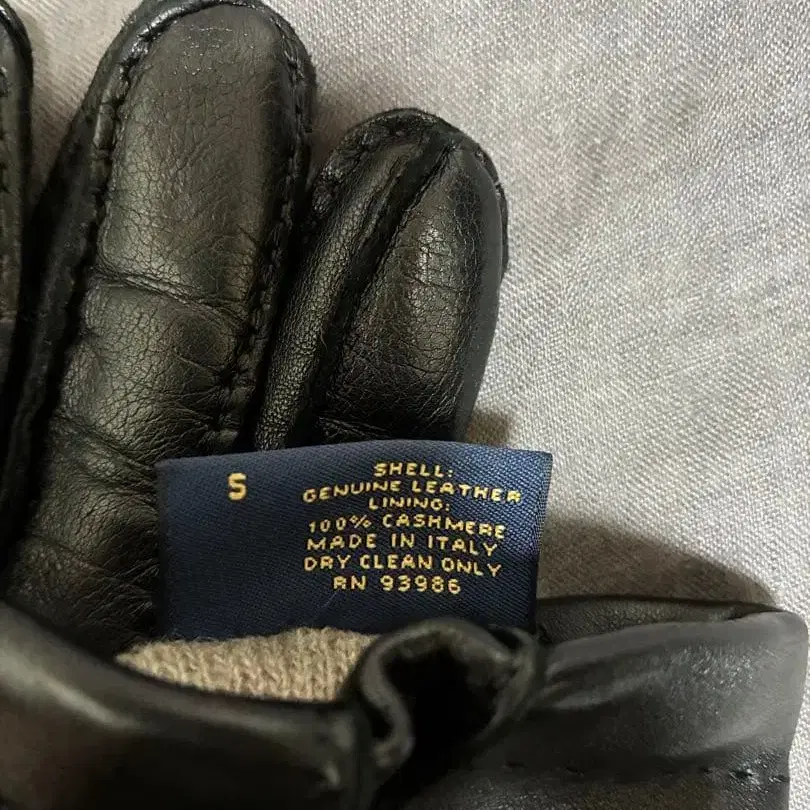 S
SHELL:
GENUINE LEATHER
LINING:
100% CASHMERE
MADE IN ITALY
DRY CLEAN ONLY
RN 93986